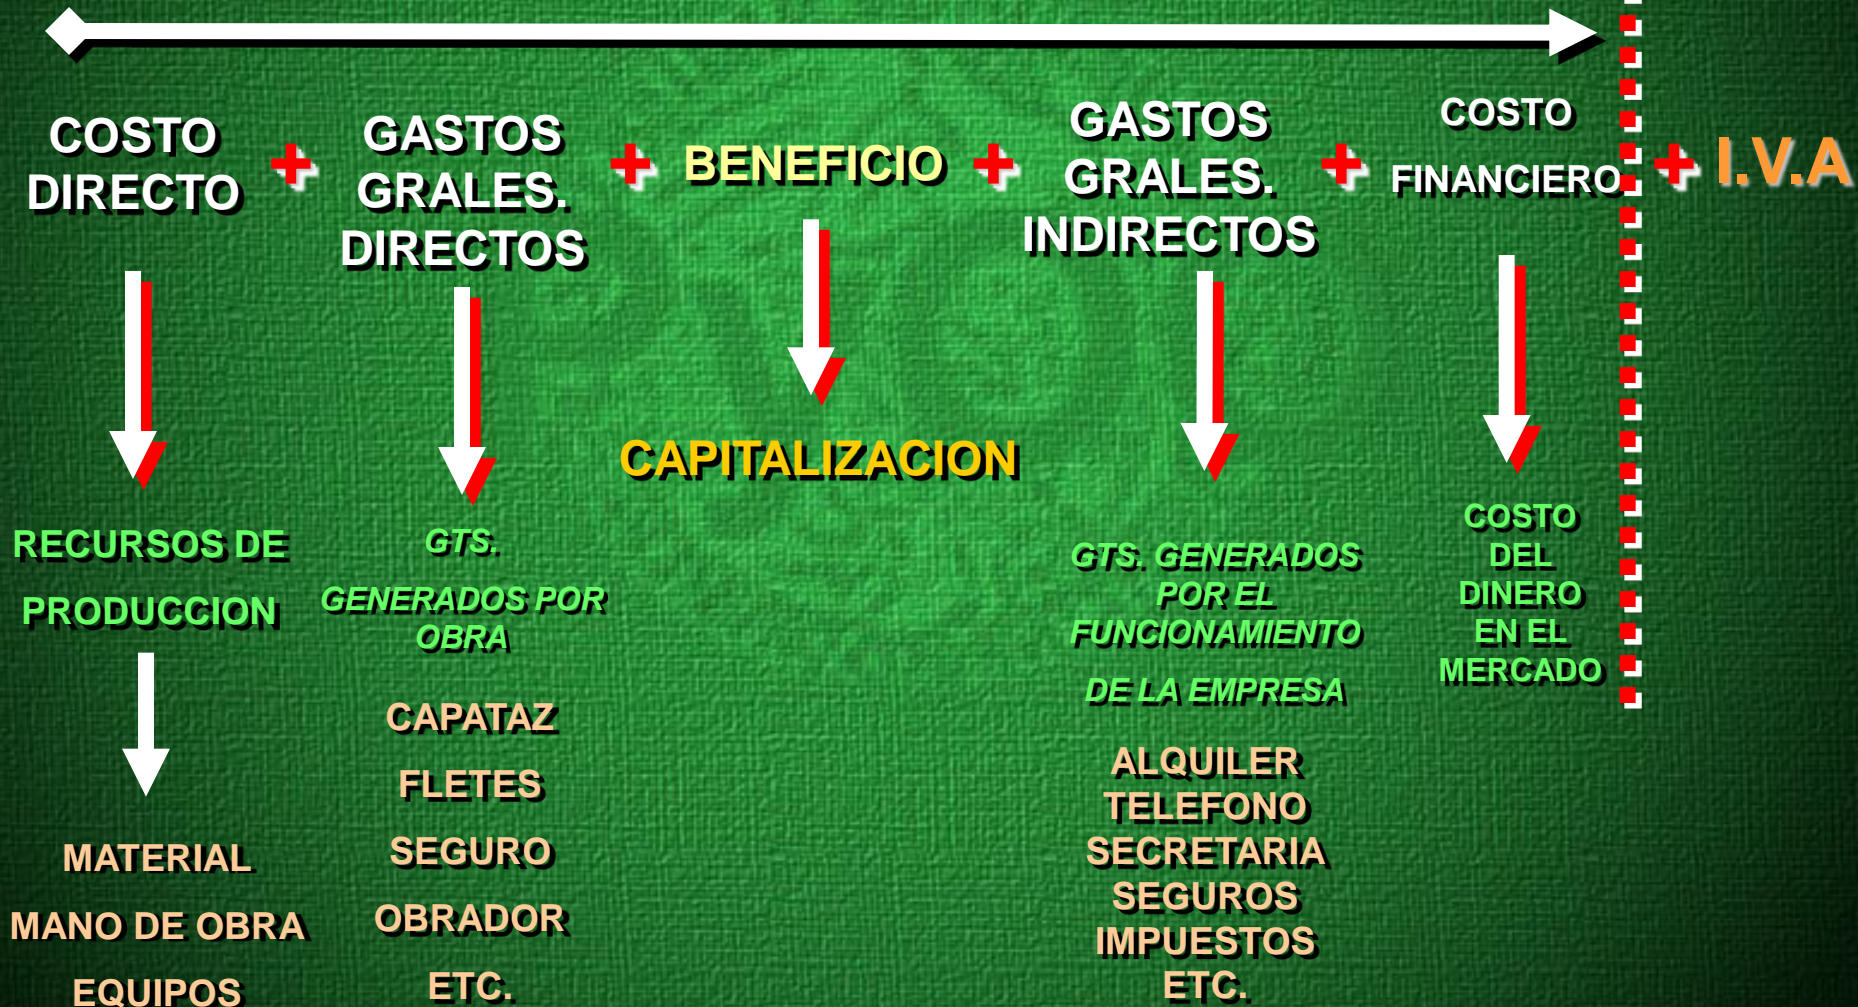 COSTO
DIRECTO
+
GASTOS
GRALES.
DIRECTOS
+
BENEFICIO
+
GASTOS
GRALES.
INDIRECTOS
+
COSTO
FINANCIERO
+
I.V.A
RECURSOS DE
PRODUCCION
MATERIAL
MANO DE OBRA
EQUIPOS
GTS.
GENERADOS POR
OBRA
CAPATAZ
FLETES
SEGURO
OBRADOR
ETC.
CAPITALIZACION
GTS. GENERADOS
POR EL
FUNCIONAMIENTO
DE LA EMPRESA
ALQUILER
TELEFONO
SECRETARIA
SEGUROS
IMPUESTOS
ETC.
COSTO
DEL
DINERO
EN EL
MERCADO